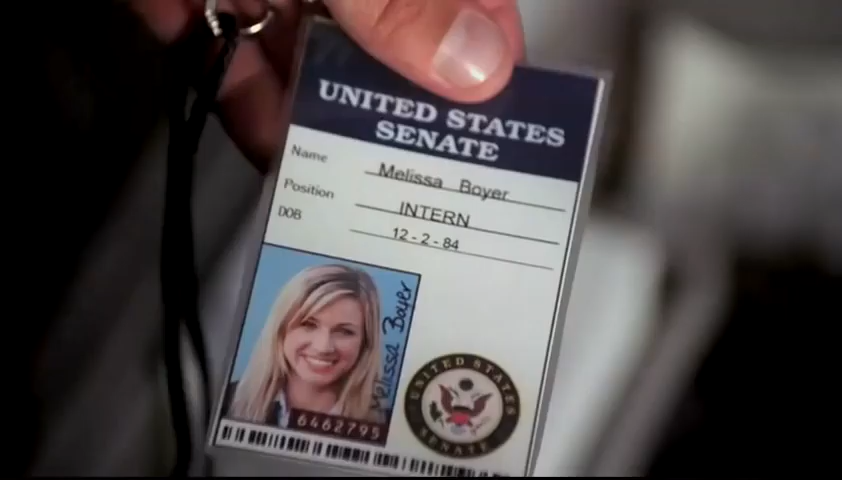 UNITED STATES
SENATE
Name Melissa Boyer
Position INTERN
DOB 12 - 2 - 84
Melissa Boyer
6462795
UNITED STATES
SENATE